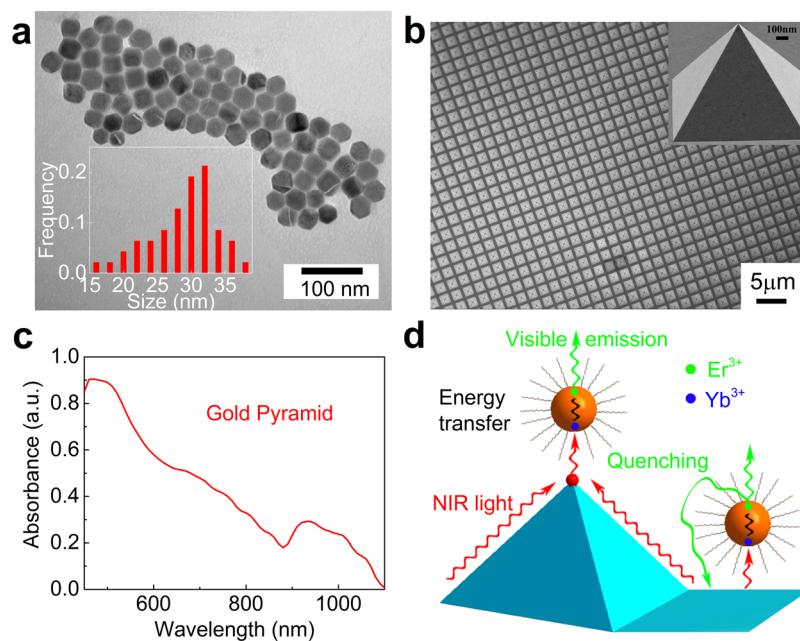 a
Frequency
0.2
0.1
0.0
15 20 25 30 35
Size (nm)
100 nm
b
100nm
5μm
c
Absorbance (a.u.)
1.0
0.8
0.6
0.4
0.2
0.0
Gold Pyramid
600 800 1000
Wavelength (nm)
d
Visible emission
Er3+
Yb3+
Energy
transfer
Quenching
NIR light